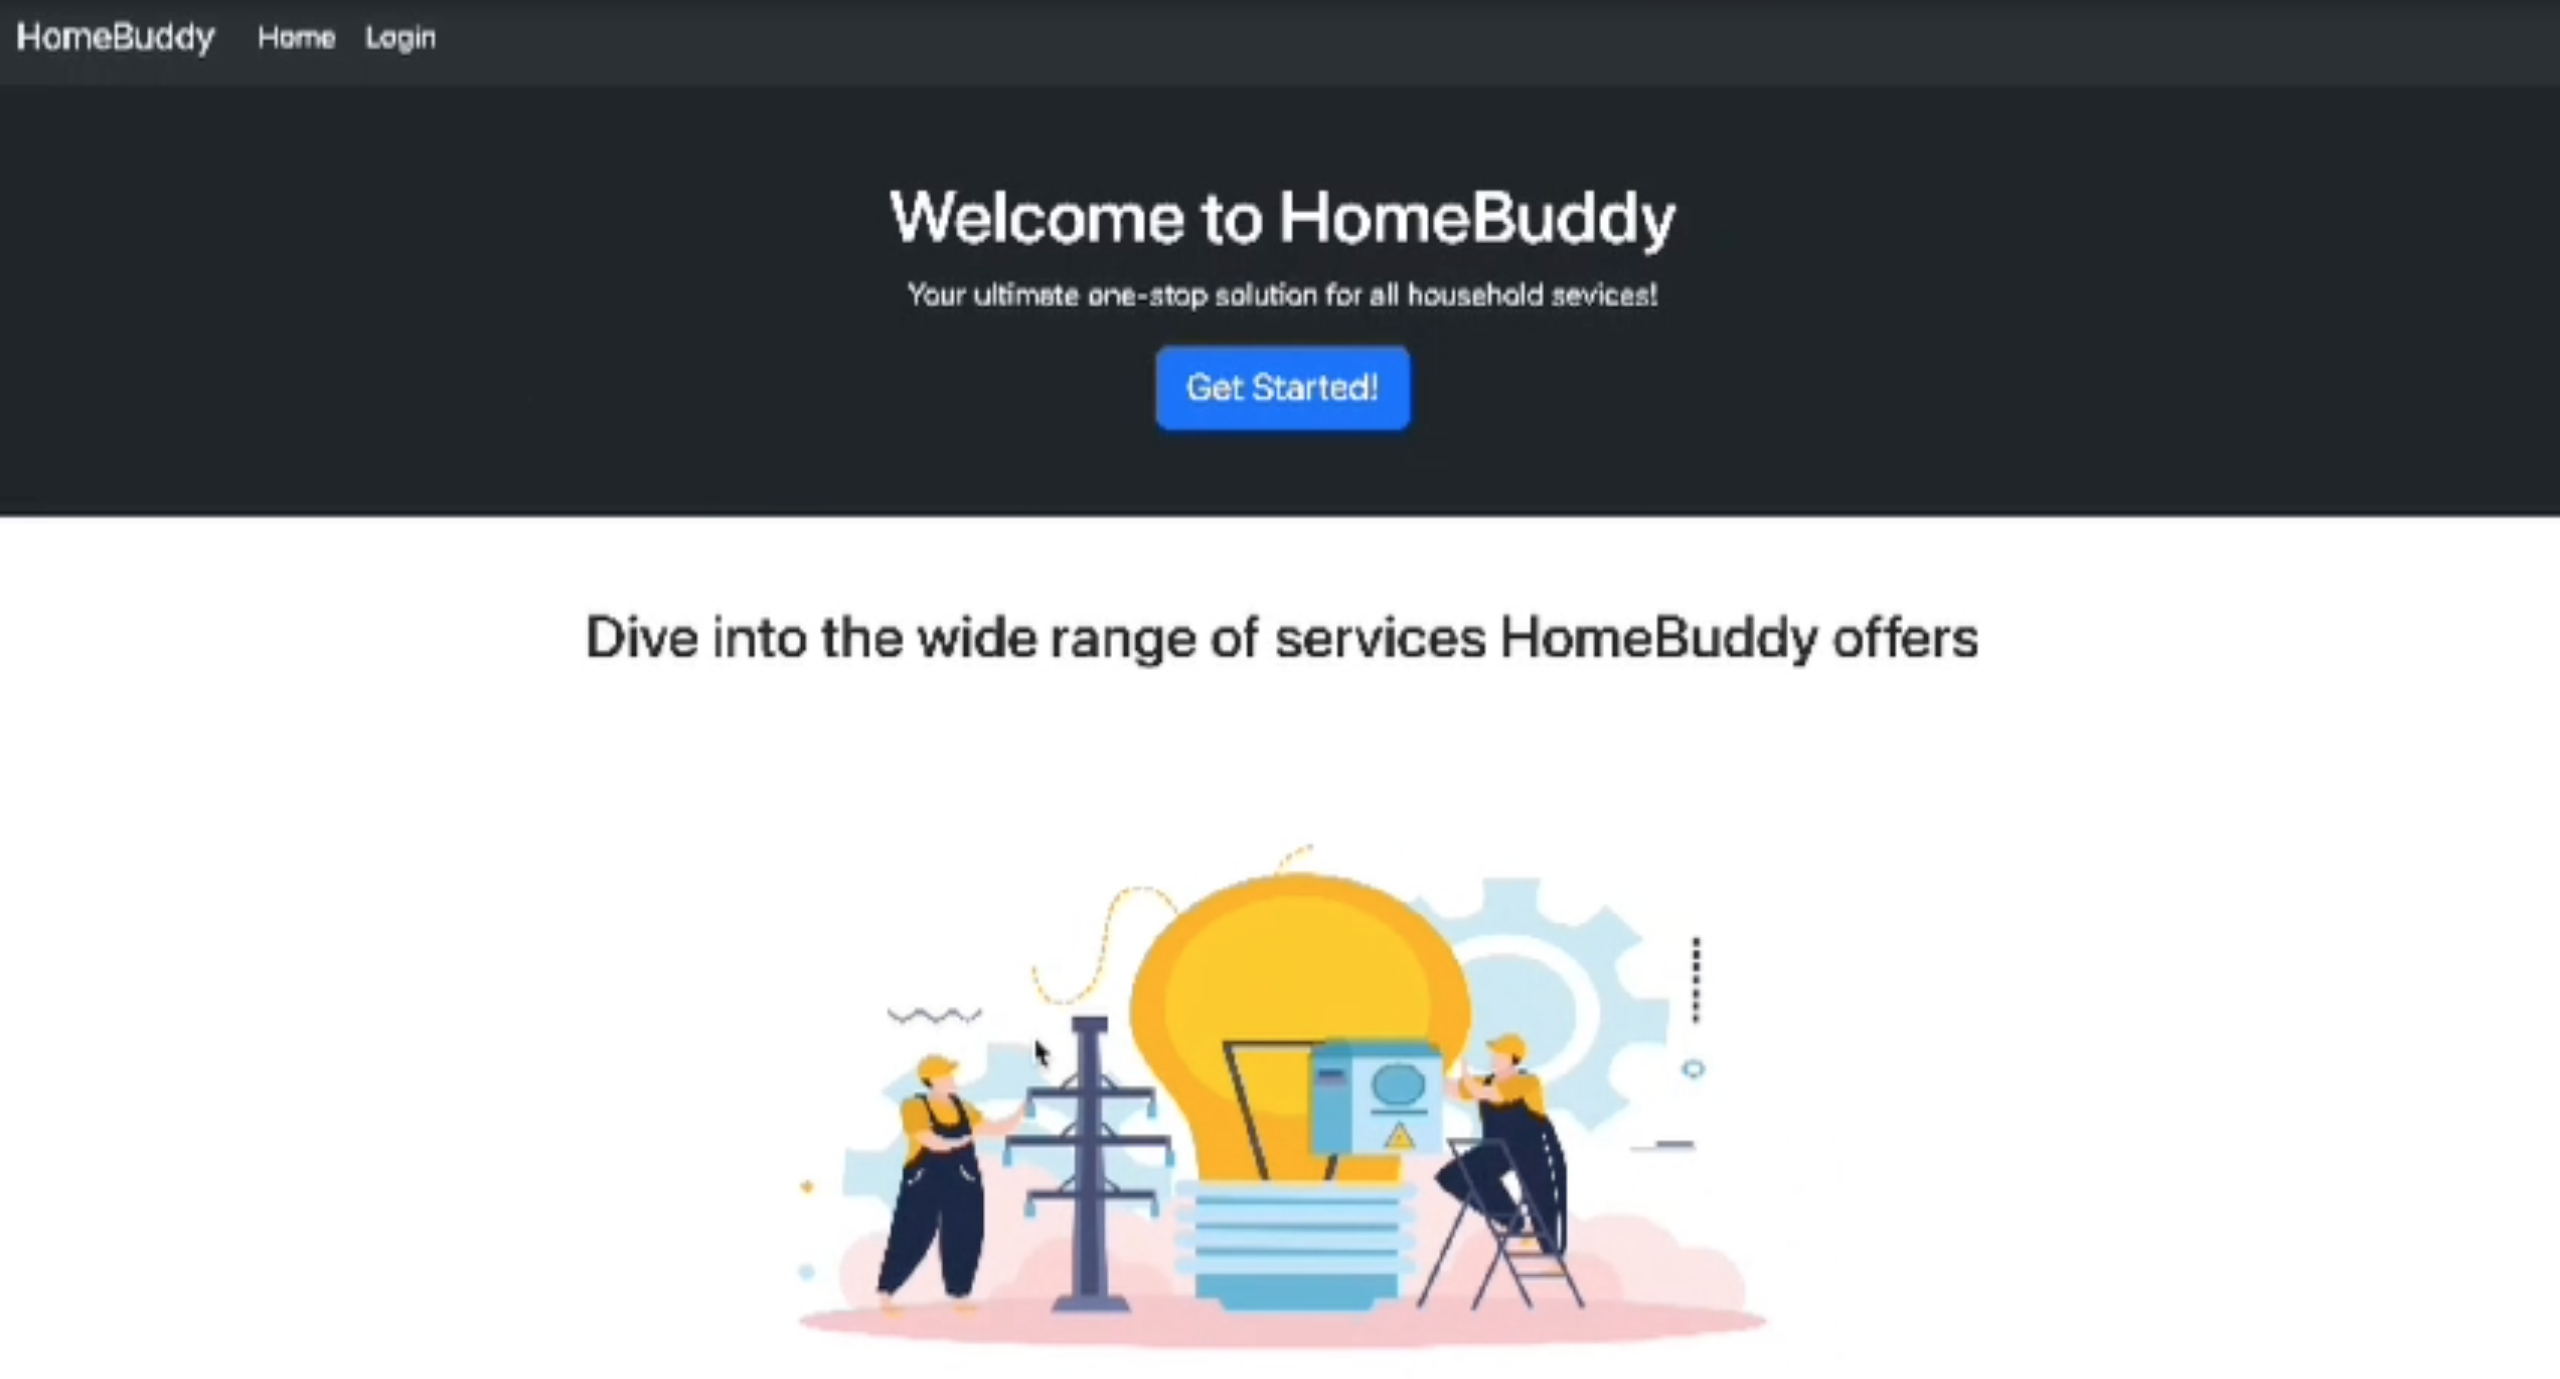 HomeBuddy Home Login
Welcome to HomeBuddy
Your ultimate one-stop solution for all household sevices!
Get Started!
Dive into the wide range of services HomeBuddy offers